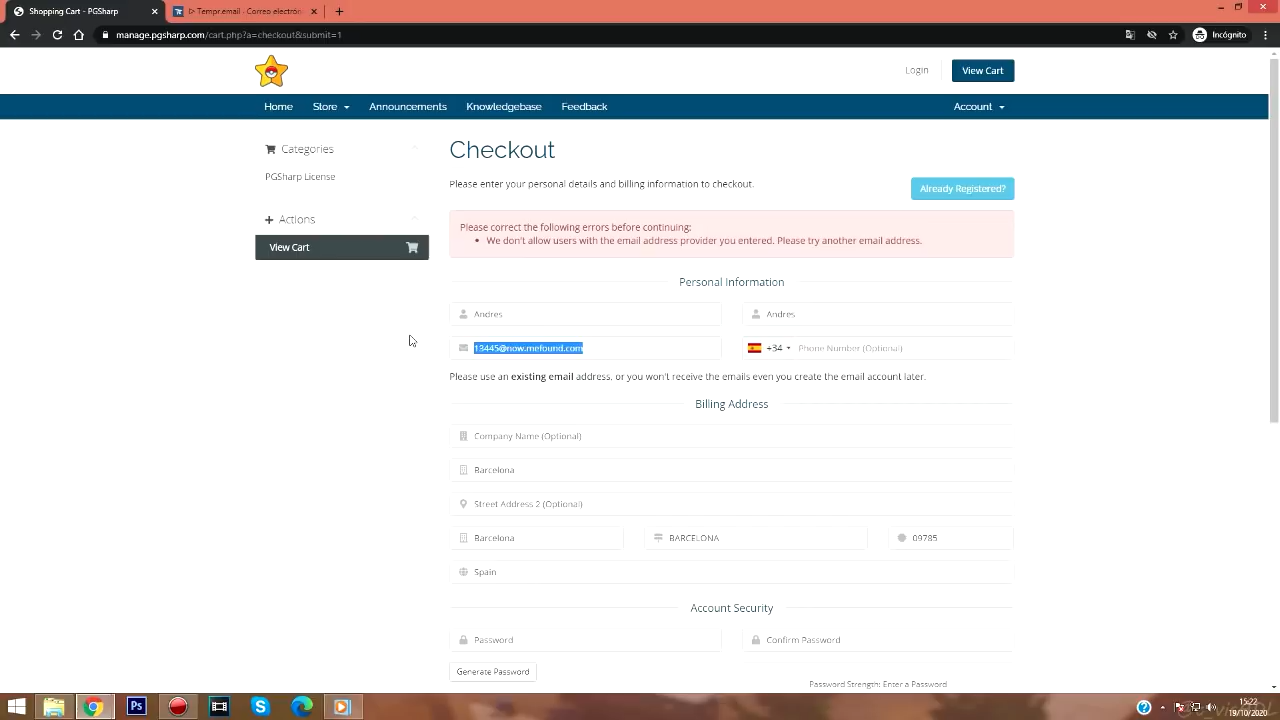 Shopping Cart - PGSharp
Tempr.email - Correo electrón
manage.pgsharp.com/cart.php?a=checkout&submit=1
Incógnito
Login
View Cart
Home
Store
Announcements
Knowledgebase
Feedback
Account
Categories
PGSharp License
Actions
View Cart
Checkout
Please enter your personal details and billing information to checkout.
Already Registered?
Please correct the following errors before continuing:
• We don't allow users with the email address provider you entered. Please try another email address.
Personal Information
Andres
Andres
13445@now.mefound.com
+34
Phone Number (Optional)
Please use an existing email address, or you won't receive the emails even you create the email account later.
Billing Address
Company Name (Optional)
Barcelona
Street Address 2 (Optional)
Barcelona
BARCELONA
09785
Spain
Account Security
Password
Confirm Password
Generate Password
Password Strength: Enter a Password
15:22
19/10/2020